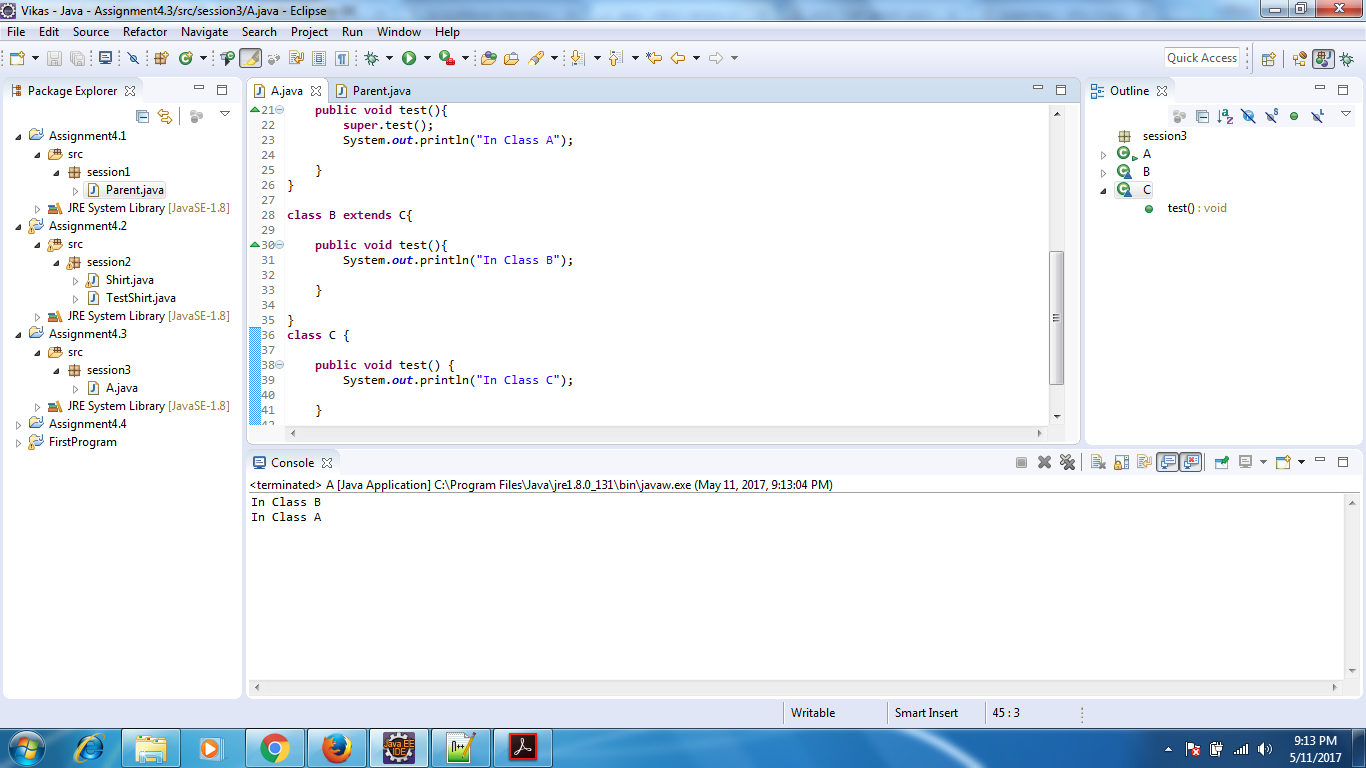 Vikas - Java - Assignment4.3/src/session3/A.java - Eclipse
File Edit Source Refactor Navigate Search Project Run Window Help
Quick Access
Package Explorer
Assignment4.1
src
session1
Parent.java
JRE System Library [JavaSE-1.8]
Assignment4.2
src
session2
Shirt.java
TestShirt.java
JRE System Library [JavaSE-1.8]
Assignment4.3
src
session3
A.java
JRE System Library [JavaSE-1.8]
Assignment4.4
FirstProgram
A.java Parent.java
21 public void test(){
22 super.test();
23 System.out.println("In Class A");
24
25 }
26 }
27
28 class B extends C{
29
30 public void test(){
31 System.out.println("In Class B");
32
33 }
34
35 }
36 class C {
37
38 public void test() {
39 System.out.println("In Class C");
40
41 }
42
Outline
session3
A
B
C
test() : void
Console
<terminated> A [Java Application] C:\Program Files\Java\jre1.8.0_131\bin\javaw.exe (May 11, 2017, 9:13:04 PM)
In Class B
In Class A
Writable Smart Insert 45 : 3
Java EE
IDE
9:13 PM
5/11/2017